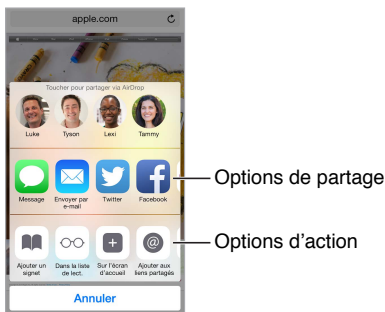 apple.com
Toucher pour partager via AirDrop
Luke Tyson Lexi Tammy
Message Envoyer par Twitter Facebook
e-mail
Options de partage
Ajouter un Dans la liste Sur l'écran Ajouter aux
signet de lect. d'accueil liens partagés
Options d'action
Annuler